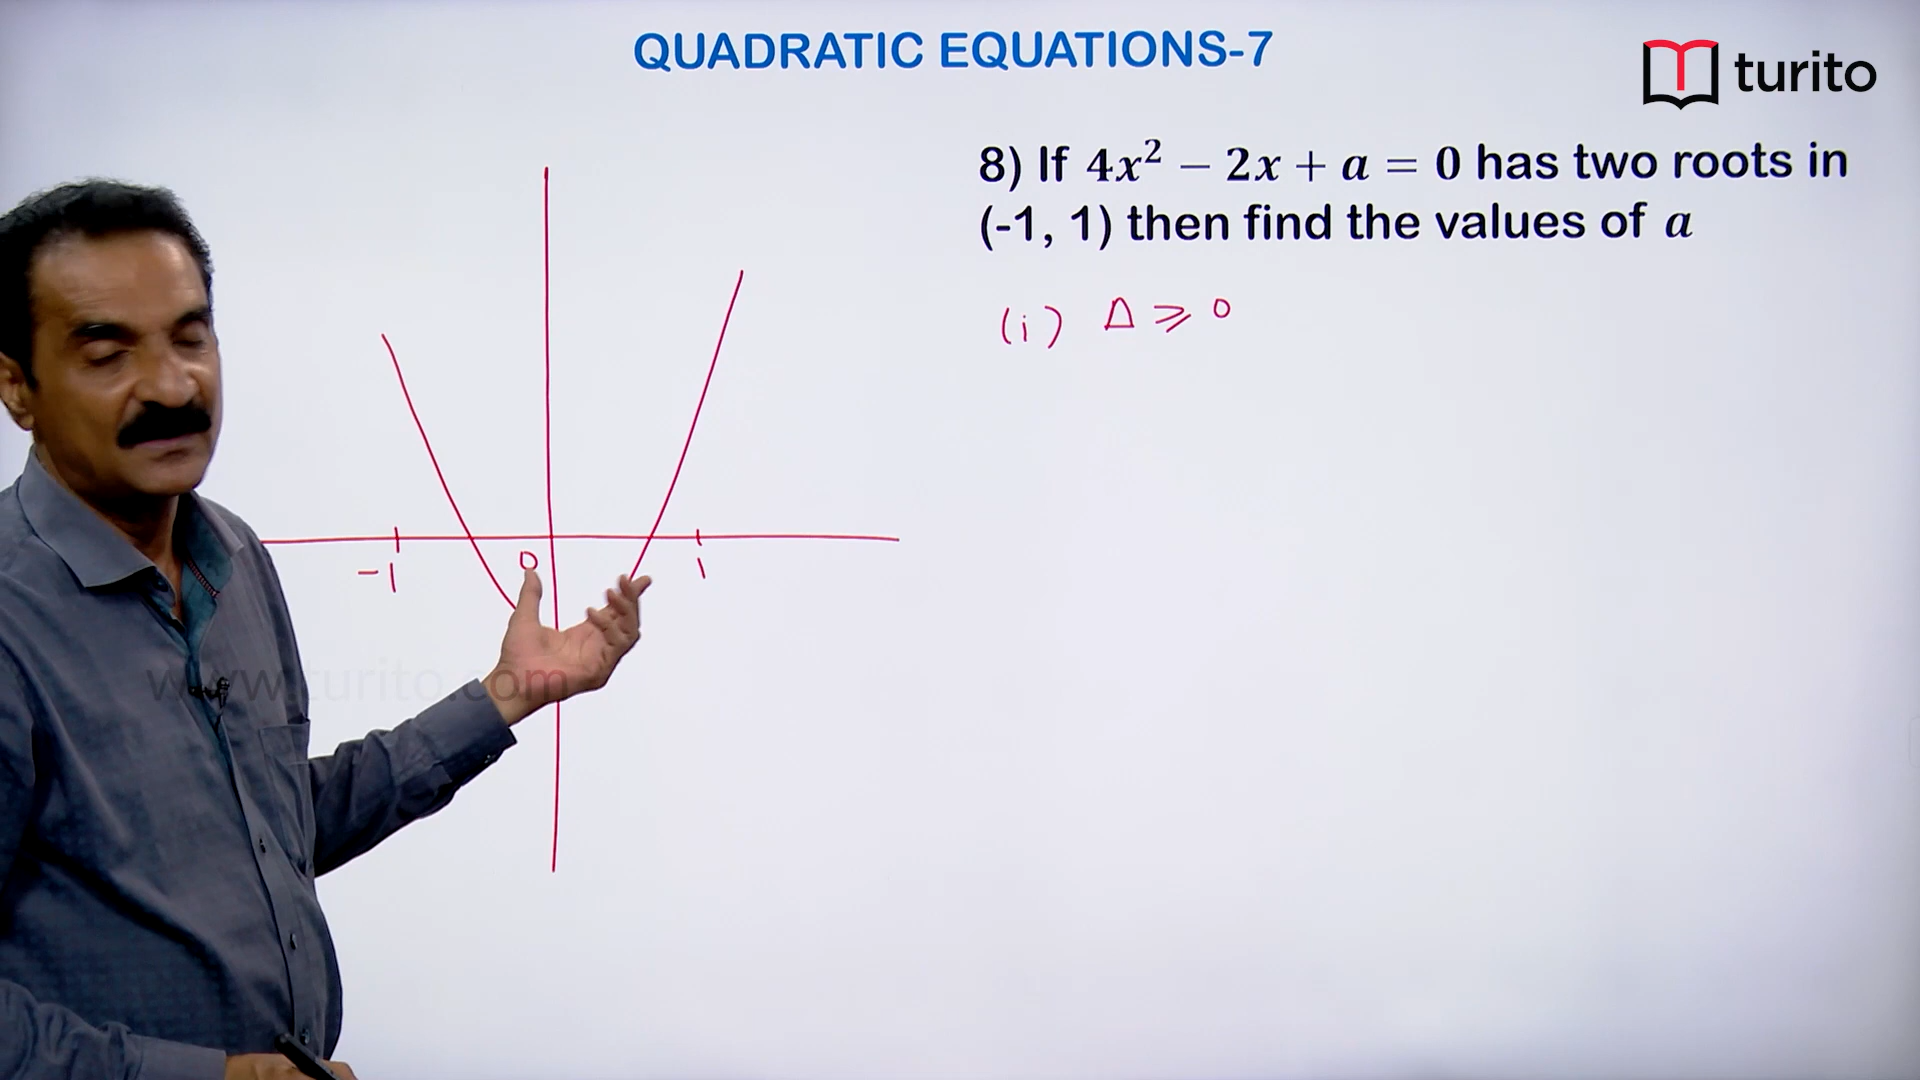 QUADRATIC EQUATIONS-7
turito
8) If 4x² − 2x + a = 0 has two roots in
(-1, 1) then find the values of a
(i) Δ ⩾ 0
-1
0
1
www.turito.com